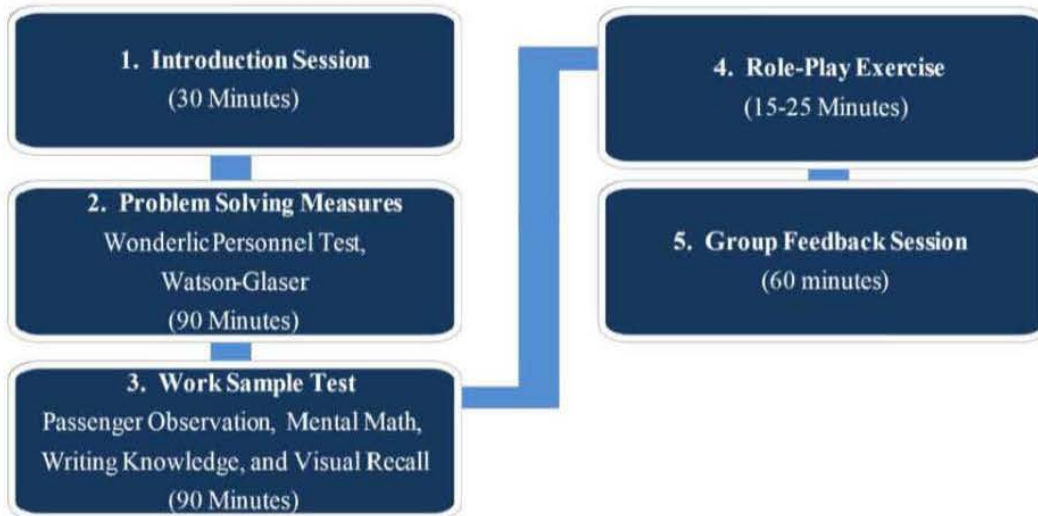 1. Introduction Session
(30 Minutes)
2. Problem Solving Measures
Wonderlic Personnel Test,
Watson-Glaser
(90 Minutes)
3. Work Sample Test
Passenger Observation, Mental Math,
Writing Knowledge, and Visual Recall
(90 Minutes)
4. Role-Play Exercise
(15-25 Minutes)
5. Group Feedback Session
(60 minutes)